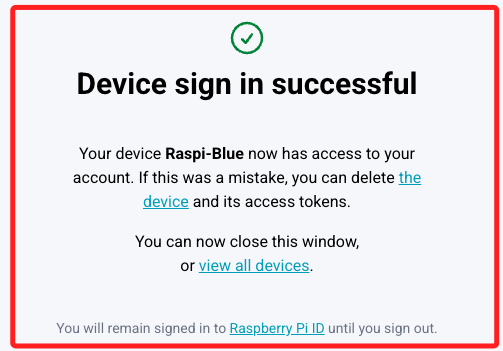 Device sign in successful
Your device Raspi-Blue now has access to your
account. If this was a mistake, you can delete the
device and its access tokens.
You can now close this window,
or view all devices.
You will remain signed in to Raspberry Pi ID until you sign out.